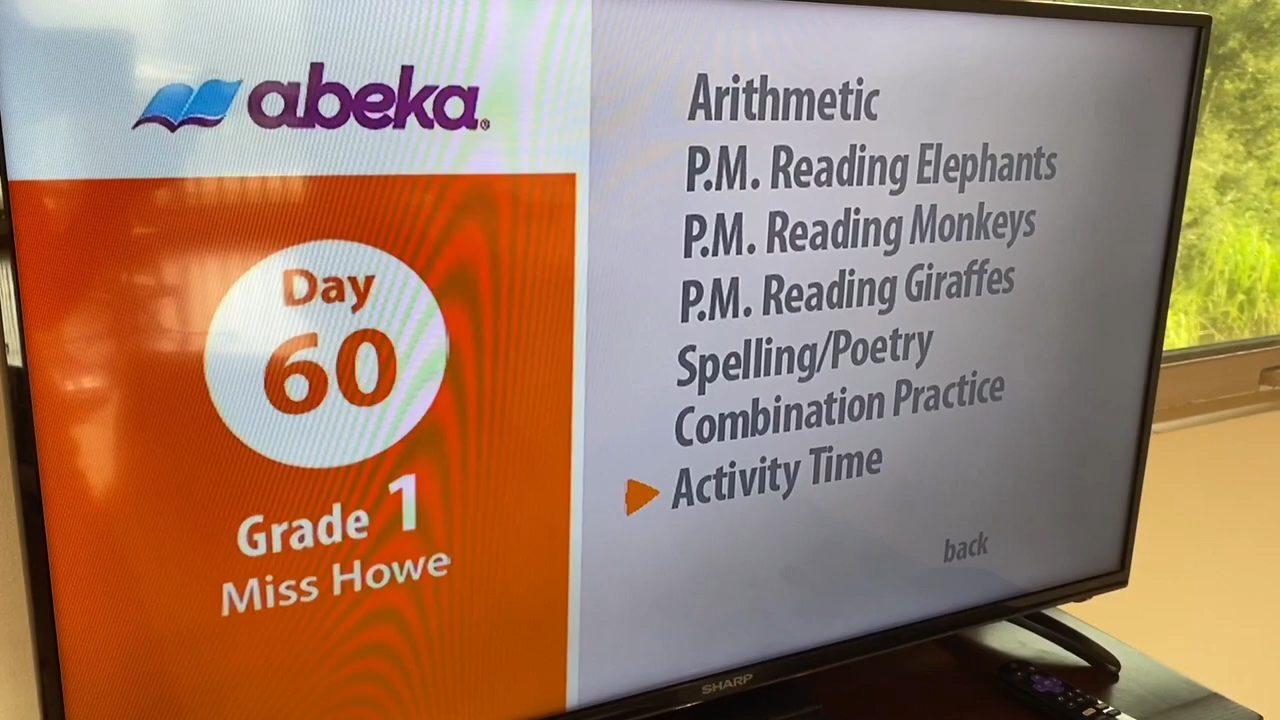 abeka®
Day
60
Grade 1
Miss Howe
Arithmetic
P.M. Reading Elephants
P.M. Reading Monkeys
P.M. Reading Giraffes
Spelling/Poetry
Combination Practice
Activity Time
back
SHARP